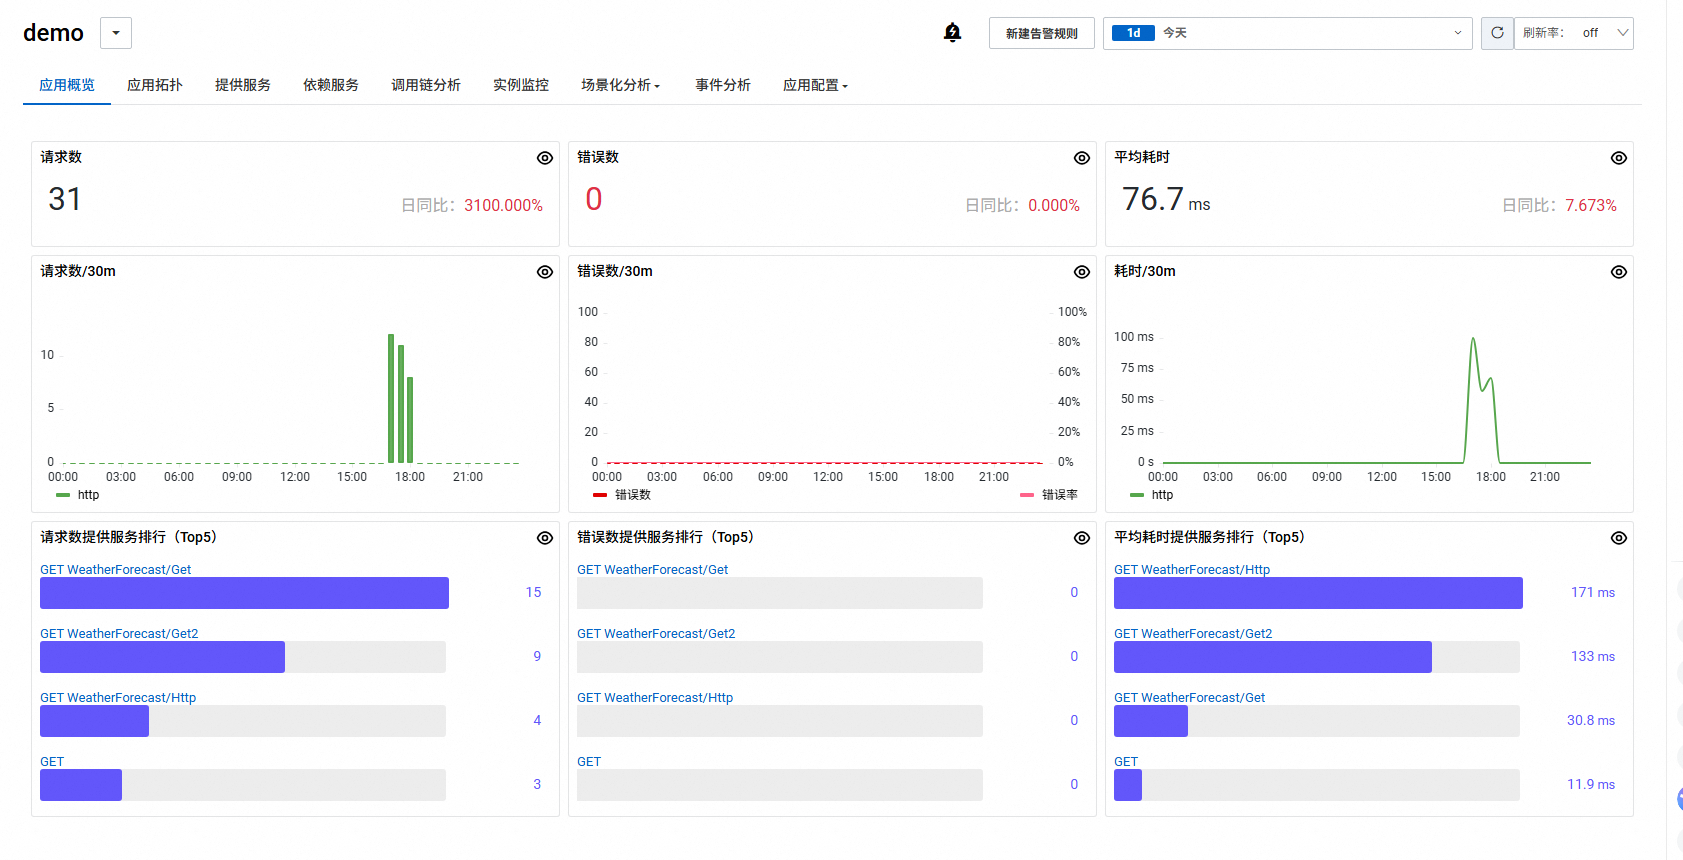 demo
新建告警规则
1d 今天
刷新率： off
应用概览 应用拓扑 提供服务 依赖服务 调用链分析 实例监控 场景化分析 事件分析 应用配置
请求数
31
日同比：3100.000%
错误数
0
日同比：0.000%
平均耗时
76.7 ms
日同比：7.673%
请求数/30m
10
5
0
00:00 03:00 06:00 09:00 12:00 15:00 18:00 21:00
http
错误数/30m
100 100%
80 80%
60 60%
40 40%
20 20%
0 0%
00:00 03:00 06:00 09:00 12:00 15:00 18:00 21:00
错误数 错误率
耗时/30m
100 ms
75 ms
50 ms
25 ms
0 s
00:00 03:00 06:00 09:00 12:00 15:00 18:00 21:00
http
请求数提供服务排行（Top5）
GET WeatherForecast/Get
15
GET WeatherForecast/Get2
9
GET WeatherForecast/Http
4
GET
3
错误数提供服务排行（Top5）
GET WeatherForecast/Get
0
GET WeatherForecast/Get2
0
GET WeatherForecast/Http
0
GET
0
平均耗时提供服务排行（Top5）
GET WeatherForecast/Http
171 ms
GET WeatherForecast/Get2
133 ms
GET WeatherForecast/Get
30.8 ms
GET
11.9 ms